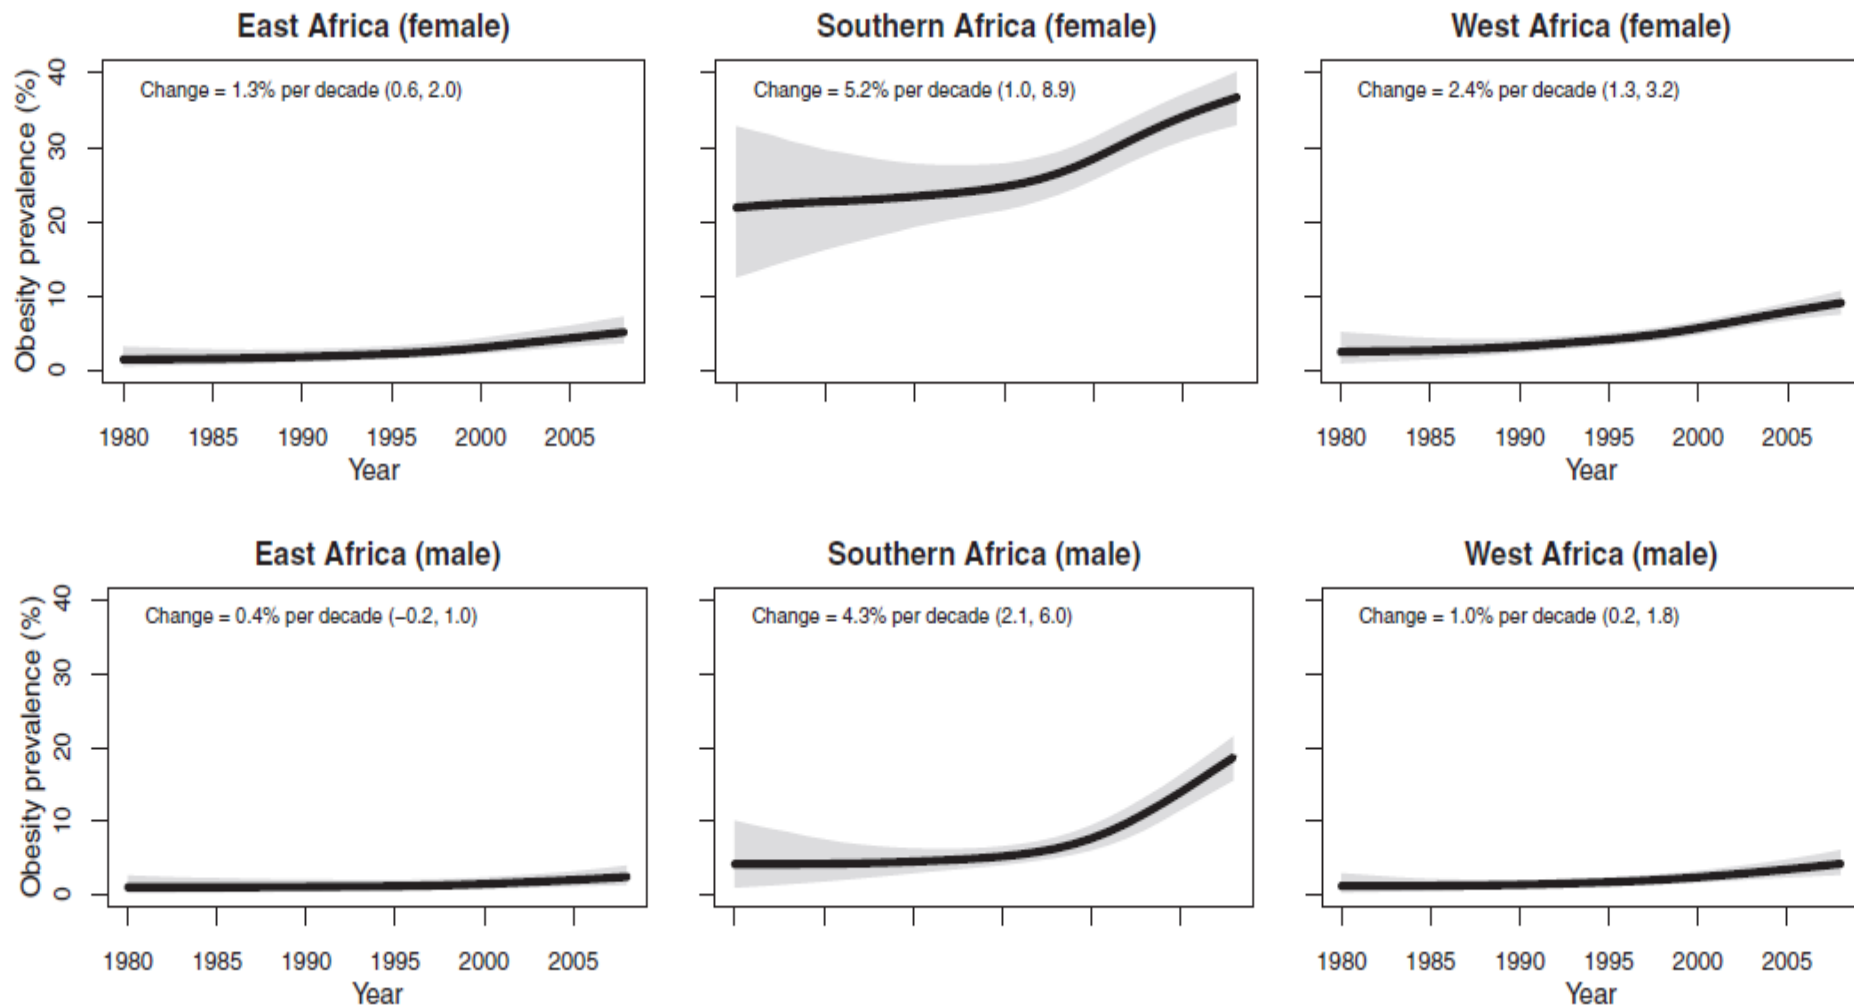 East Africa (female)
Southern Africa (female)
West Africa (female)
Obesity prevalence (%)
40
30
20
10
0
Change = 1.3% per decade (0.6, 2.0)
Change = 5.2% per decade (1.0, 8.9)
Change = 2.4% per decade (1.3, 3.2)
1980 1985 1990 1995 2000 2005
Year
1980 1985 1990 1995 2000 2005
Year
East Africa (male)
Southern Africa (male)
West Africa (male)
Obesity prevalence (%)
40
30
20
10
0
Change = 0.4% per decade (−0.2, 1.0)
Change = 4.3% per decade (2.1, 6.0)
Change = 1.0% per decade (0.2, 1.8)
1980 1985 1990 1995 2000 2005
Year
1980 1985 1990 1995 2000 2005
Year